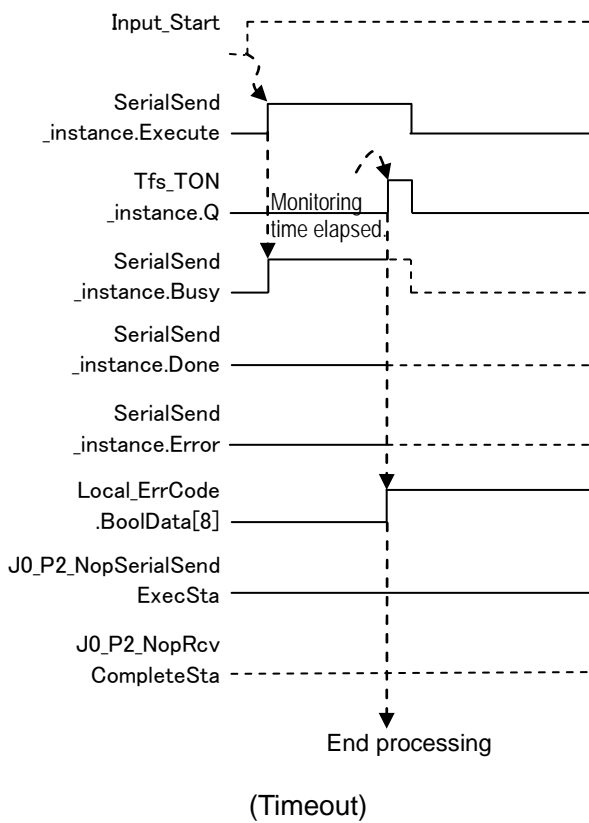 Input_Start
SerialSend
_instance.Execute
Tfs_TON
_instance.Q
Monitoring
time elapsed.
SerialSend
_instance.Busy
SerialSend
_instance.Done
SerialSend
_instance.Error
Local_ErrCode
.BoolData[8]
J0_P2_NopSerialSend
ExecSta
J0_P2_NopRcv
CompleteSta
End processing
(Timeout)